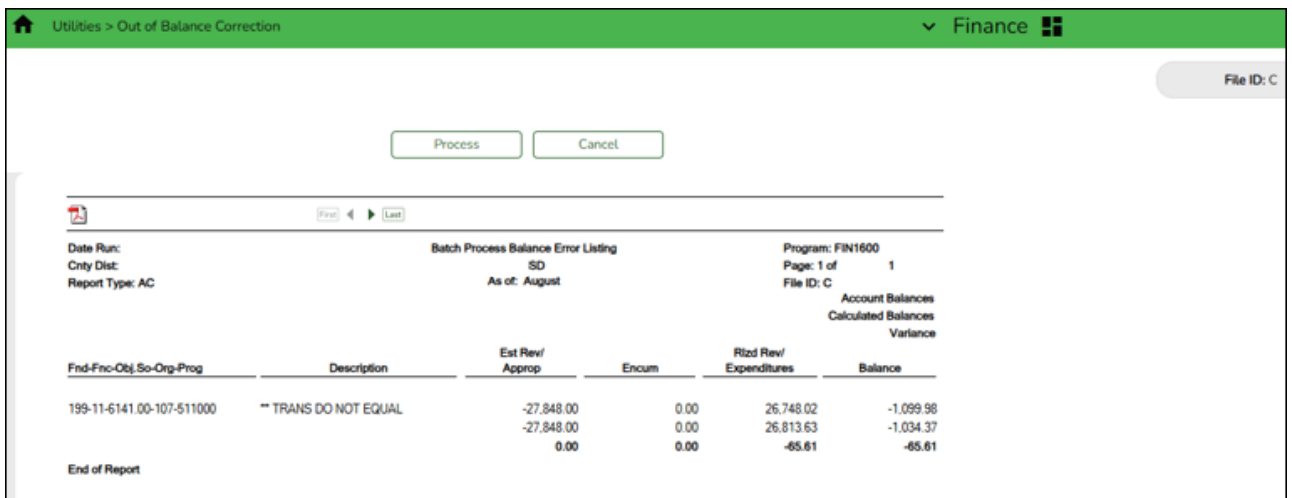 Utilities > Out of Balance Correction Finance
File ID: C
Process Cancel
First Last
Date Run: Batch Process Balance Error Listing Program: FIN1600
Cnty Dist: SD Page: 1 of 1
Report Type: AC As of: August File ID: C
Account Balances
Calculated Balances
Variance
Est Rev/ Rlzd Rev/
Fnd-Fnc-Obj.So-Org-Prog Description Approp Encum Expenditures Balance
199-11-6141.00-107-511000 ** TRANS DO NOT EQUAL -27,848.00 0.00 26,748.02 -1,099.98
-27,848.00 0.00 26,813.63 -1,034.37
0.00 0.00 -65.61 -65.61
End of Report